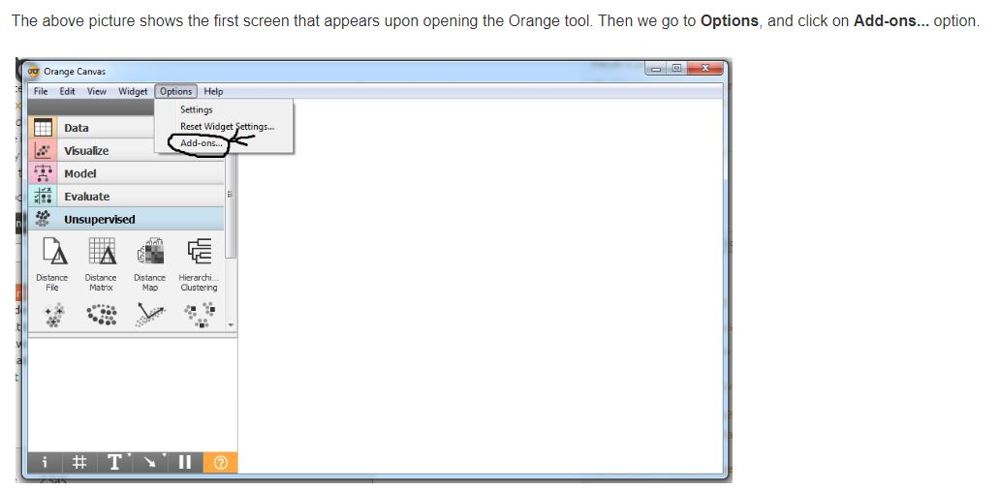 The above picture shows the first screen that appears upon opening the Orange tool. Then we go to Options, and click on Add-ons... option.
Orange Canvas
File Edit View Widget Options Help
Settings
Reset Widget Settings...
Add-ons...
Data
Visualize
Model
Evaluate
Unsupervised
Distance File
Distance Matrix
Distance Map
Hierarchi... Clustering